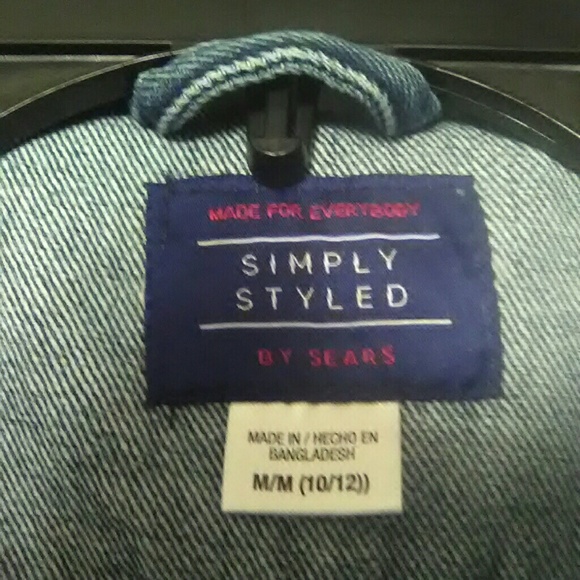 MADE FOR EVERYBODY
SIMPLY
STYLED
BY SEARS
MADE IN / HECHO EN
BANGLADESH
M/M (10/12))